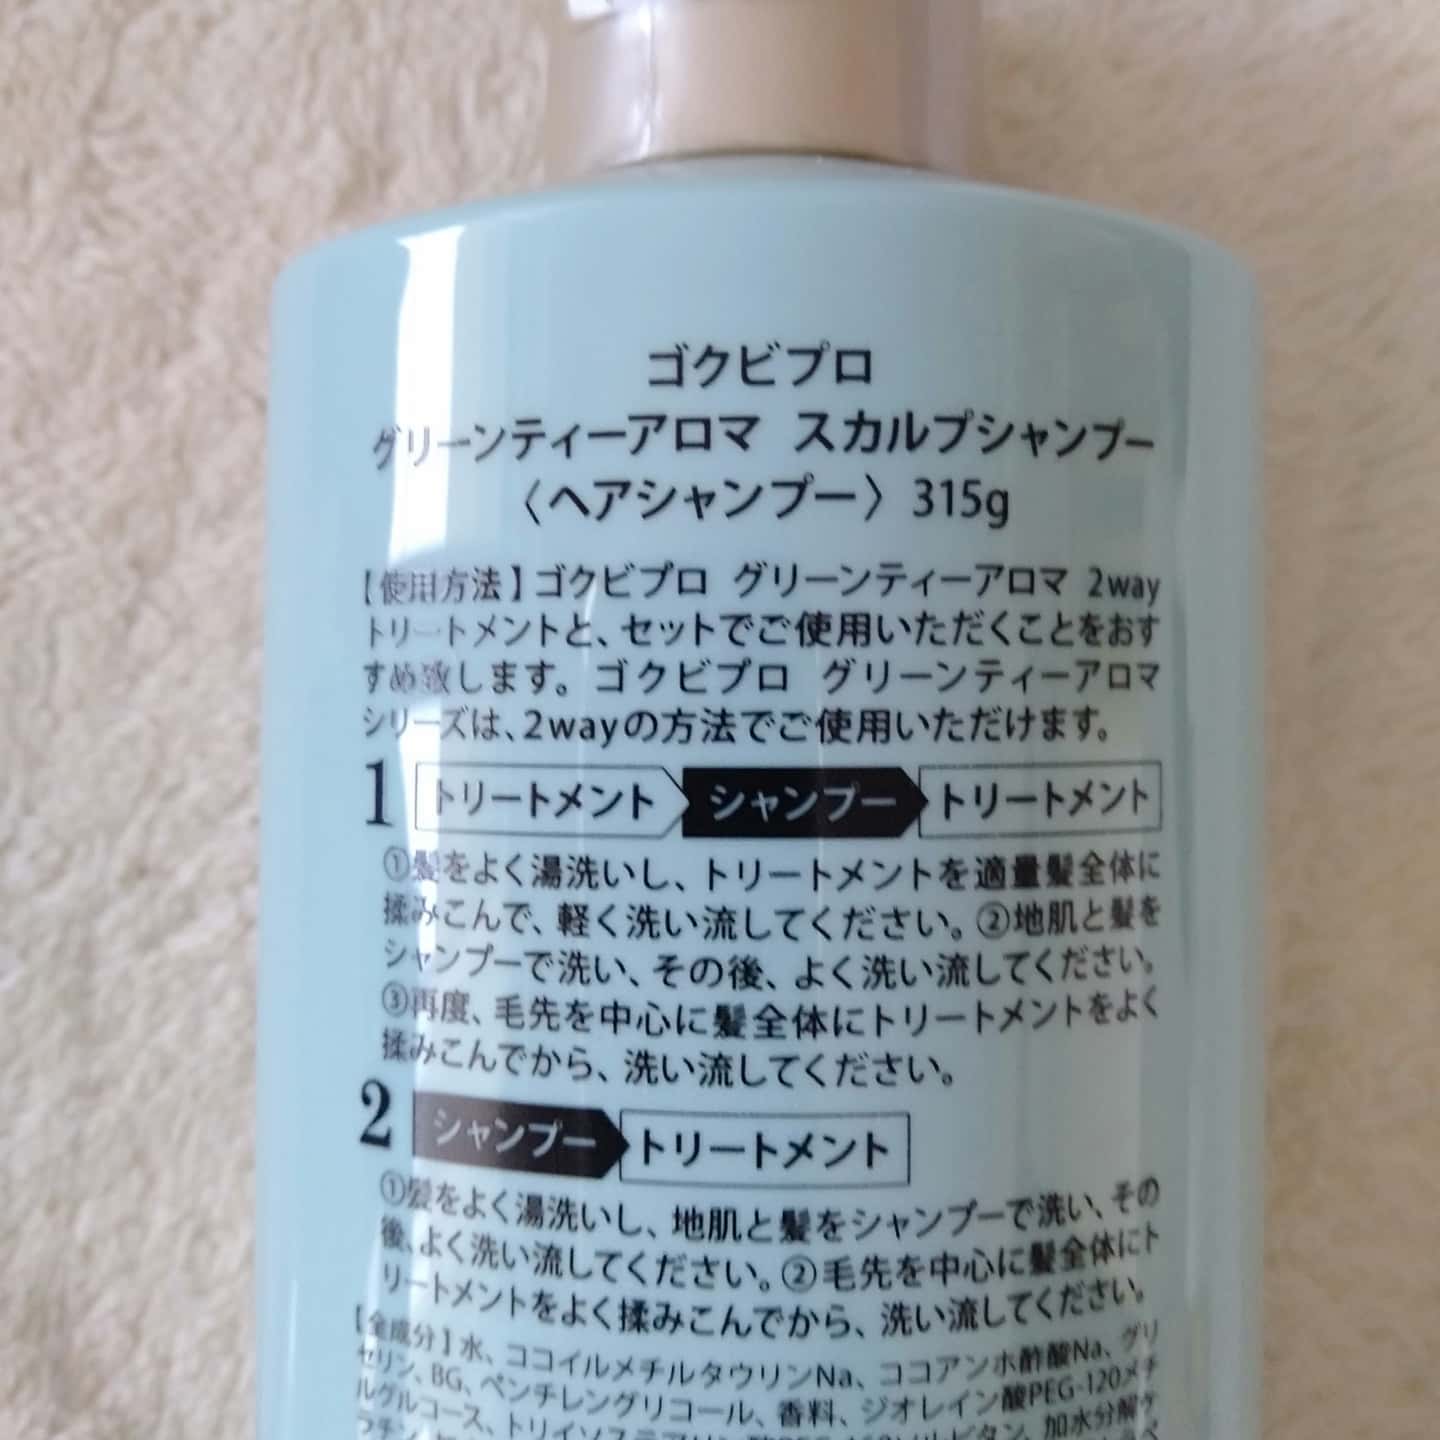 ゴクビプロ
グリーンティーアロマ スカルプシャンプー
〈ヘアシャンプー〉315g
【使用方法】ゴクビプロ グリーンティーアロマ 2way
トリートメントと、セットでご使用いただくことをおす
すめ致します。ゴクビプロ グリーンティーアロマ
シリーズは、2wayの方法でご使用いただけます。
1 トリートメント シャンプー トリートメント
①髪をよく湯洗いし、トリートメントを適量髪全体に
揉みこんで、軽く洗い流してください。②地肌と髪を
シャンプーで洗い、その後、よく洗い流してください。
③再度、毛先を中心に髪全体にトリートメントをよく
揉みこんでから、洗い流してください。
2 シャンプー トリートメント
①髪をよく湯洗いし、地肌と髪をシャンプーで洗い、その
後、よく洗い流してください。②毛先を中心に髪全体にト
リートメントをよく揉みこんでから、洗い流してください。
【全成分】水、ココイルメチルタウリンNa、ココアンホ酢酸Na、グリ
セリン、BG、ペンチレングリコール、香料、ジオレイン酸PEG-120メチ
ルグルコース、トリイソステアリン酸PEG-160ソルビタン、加水分解ケ